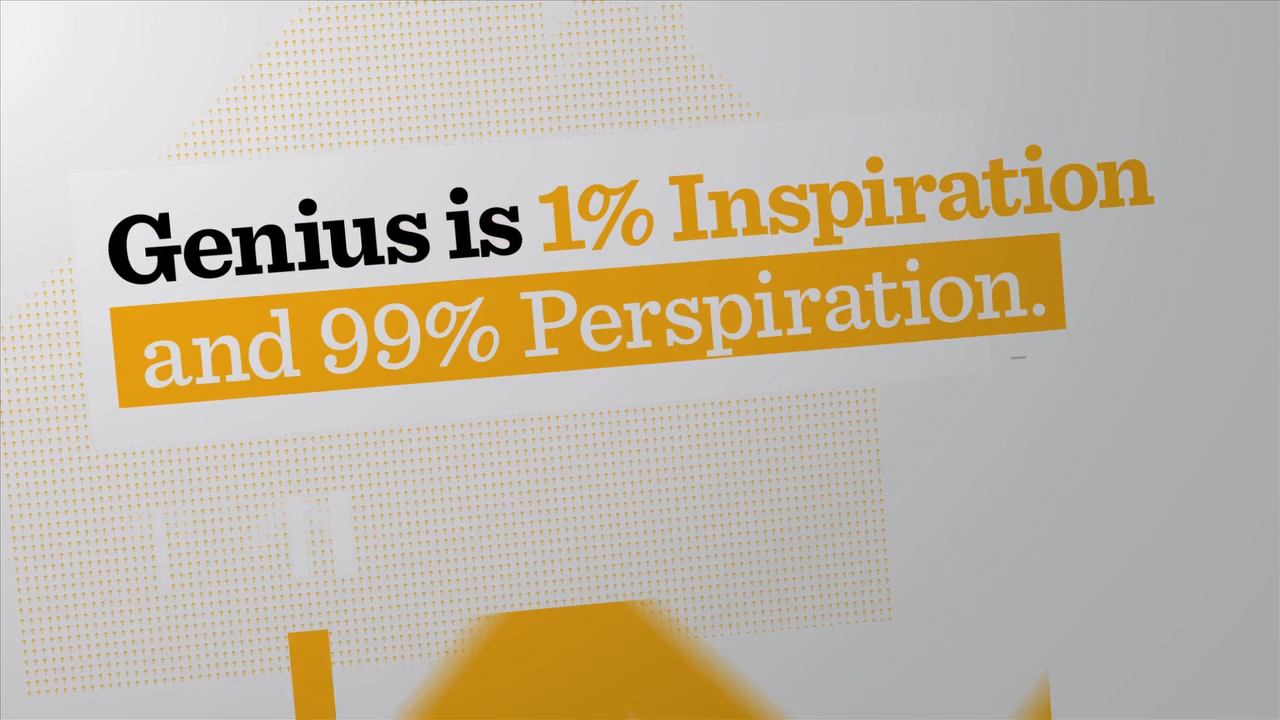 Genius is 1% Inspiration
and 99% Perspiration.